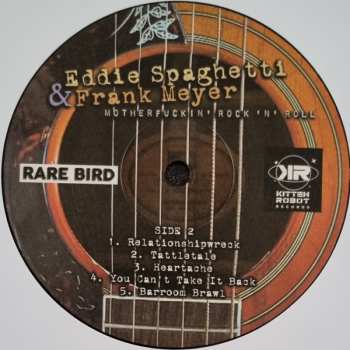 Eddie Spaghetti
& Frank Meyer
MOTHERFUCKIN' ROCK 'N' ROLL
RARE BIRD
KR
KITTEN
ROBOT
RECORDS
SIDE 2
1. Relationshipwreck
2. Tattletale
3. Heartache
4. You Can't Take It Back
5. Barroom Brawl